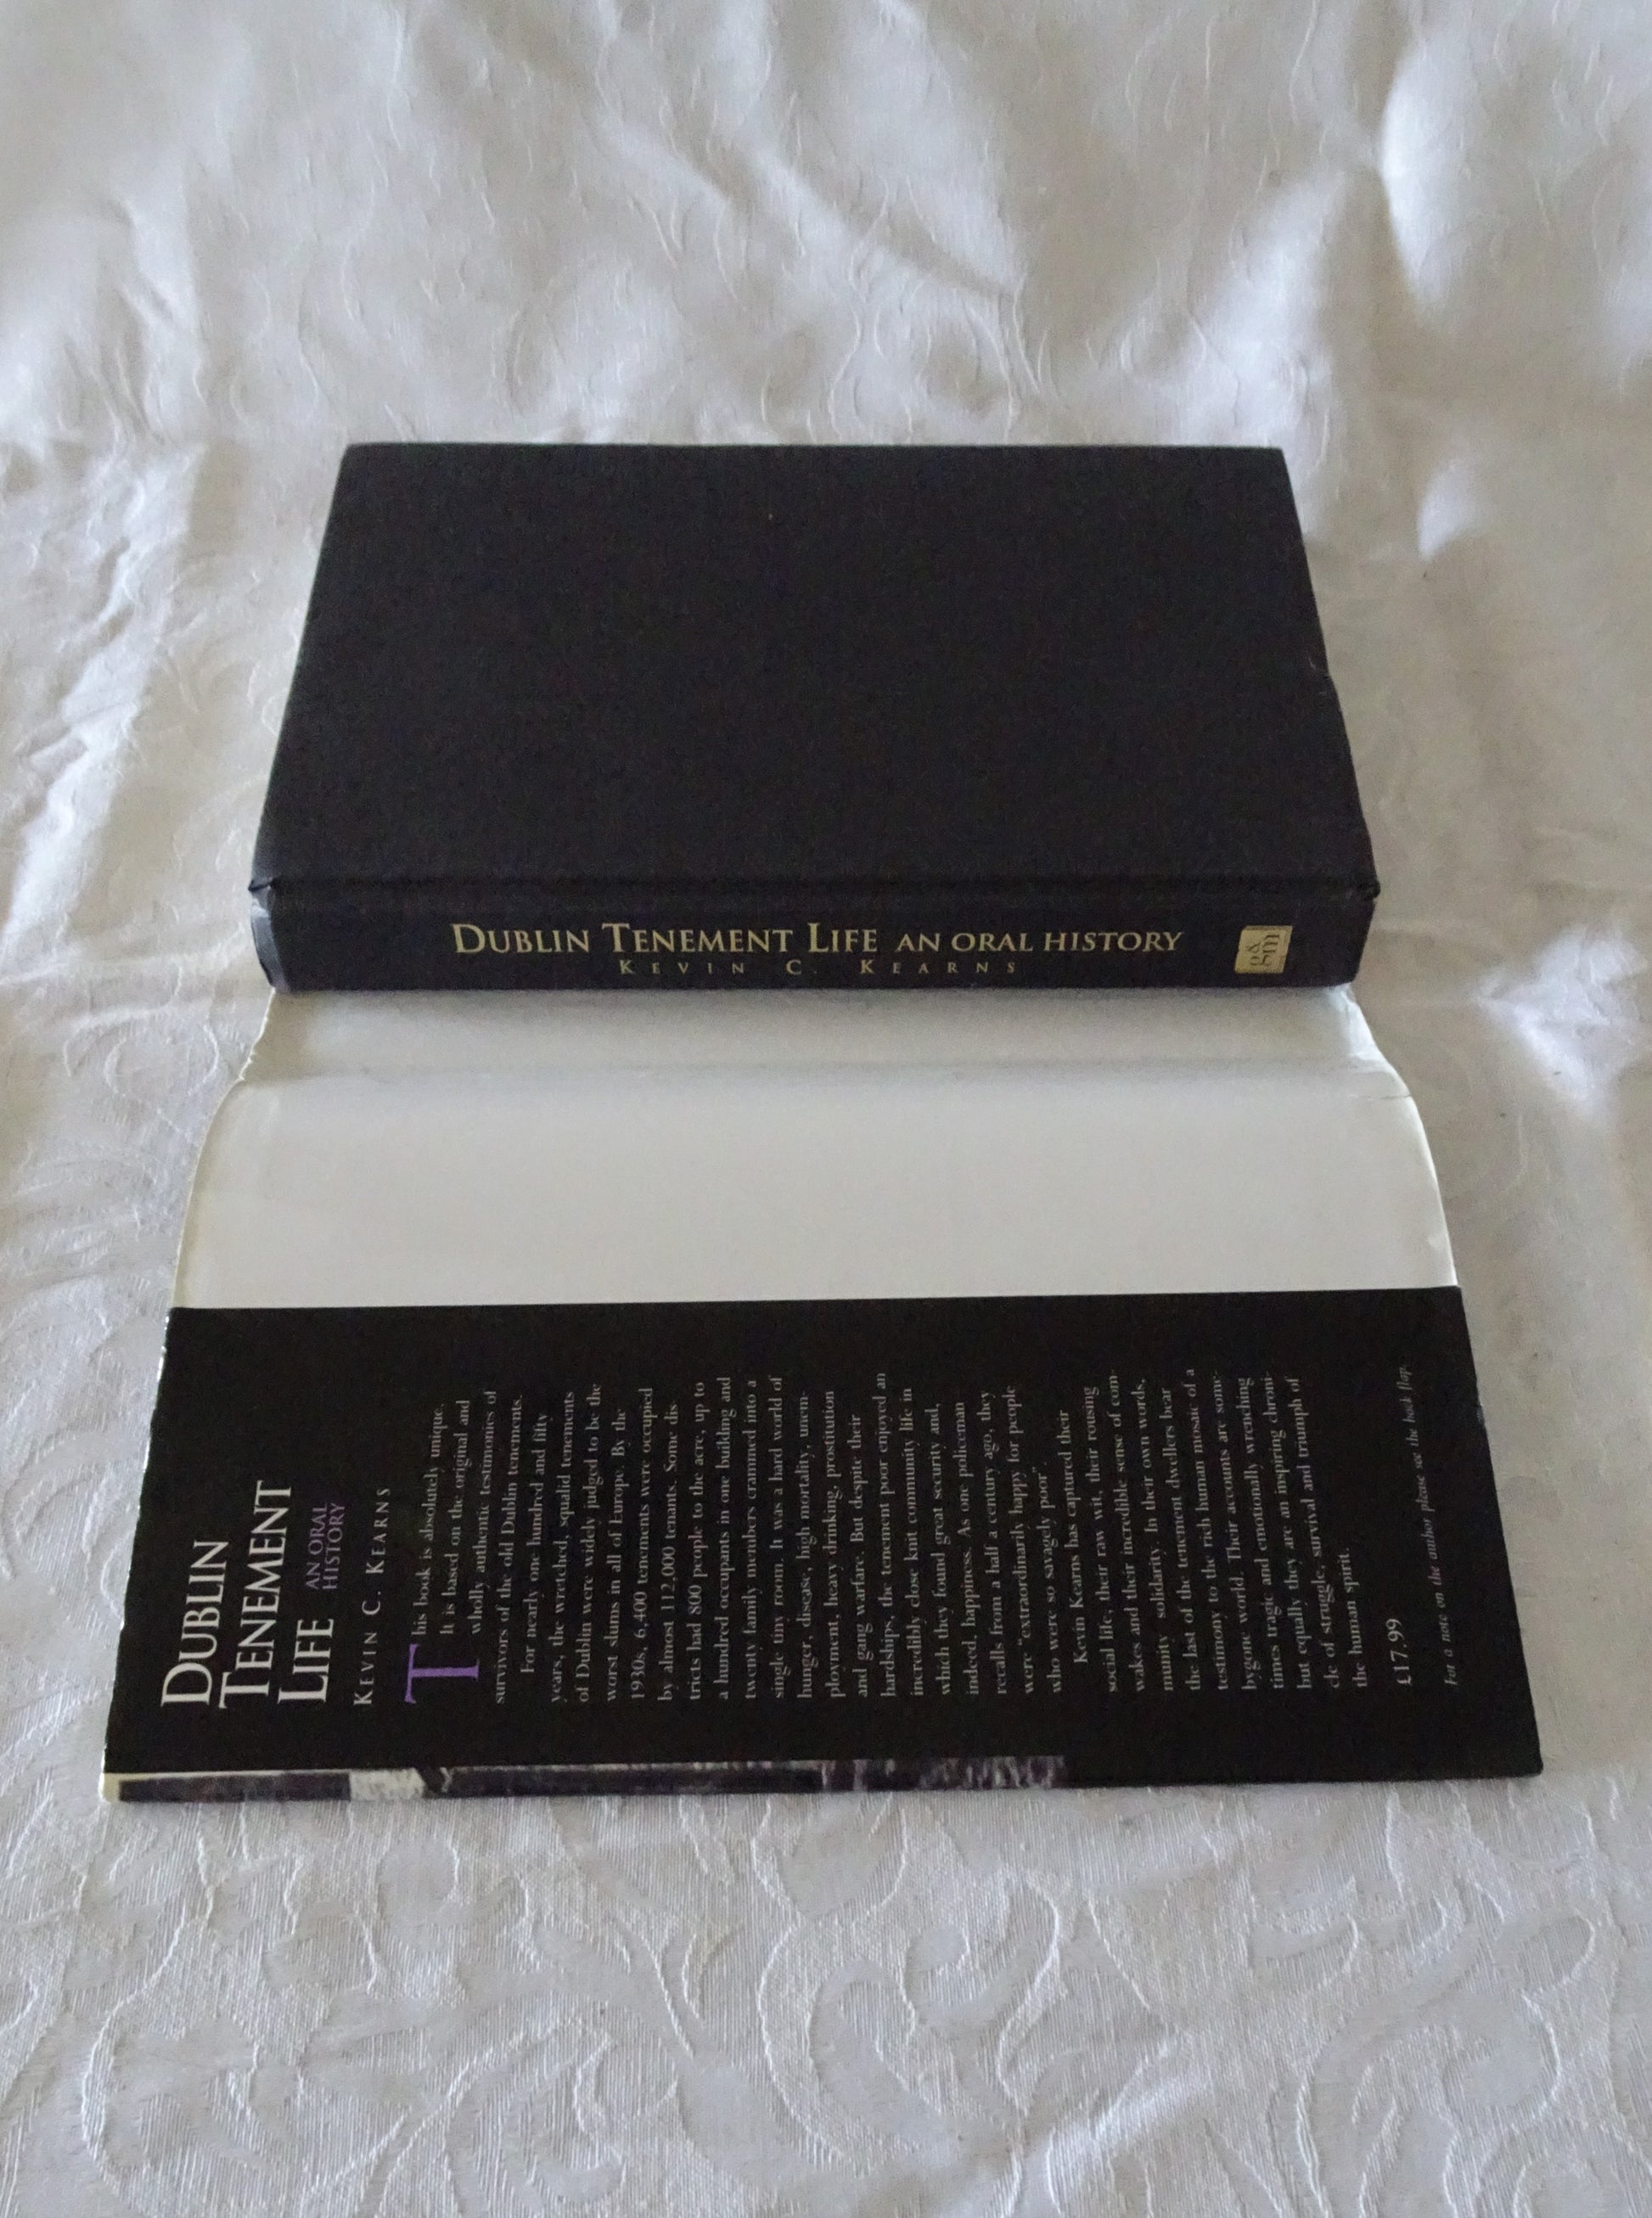 DUBLIN TENEMENT LIFE AN ORAL HISTORY
KEVIN C. KEARNS
g&m
DUBLIN
TENEMENT
LIFE AN ORAL HISTORY
KEVIN C. KEARNS
This book is absolutely unique.
It is based on the original and
wholly authentic testimonies of
survivors of the old Dublin tenements.
For nearly one hundred and fifty
years, the wretched, squalid tenements
of Dublin were widely judged to be the
worst slums in all of Europe. By the
1930s, 6,400 tenements were occupied
by almost 112,000 tenants. Some dis-
tricts had 800 people to the acre, up to
a hundred occupants in one building and
twenty family members crammed into a
single tiny room. It was a hard world of
hunger, disease, high mortality, unem-
ployment, heavy drinking, prostitution
and gang warfare. But despite their
hardships, the tenement poor enjoyed an
incredibly close knit community life in
which they found great security and,
indeed, happiness. As one policeman
recalls from a half a century ago, they
were "extraordinarily happy for people
who were so savagely poor".
Kevin Kearns has captured their
social life, their raw wit, their rousing
wakes and their incredible sense of com-
munity solidarity. In their own words,
the last of the tenement dwellers bear
testimony to the rich human mosaic of a
bygone world. Their accounts are some-
times tragic and emotionally wrenching
but equally they are an inspiring chroni-
cle of struggle, survival and triumph of
the human spirit.
£17.99
For a note on the author please see the back flap.